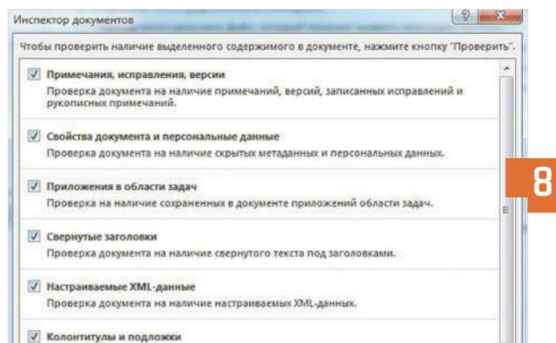 Инспектор документов
Чтобы проверить наличие выделенного содержимого в документе, нажмите кнопку "Проверить".
Примечания, исправления, версии
Проверка документа на наличие примечаний, версий, записанных исправлений и
рукописных примечаний.
Свойства документа и персональные данные
Проверка документа на наличие скрытых метаданных и персональных данных.
Приложения в области задач
Проверка на наличие сохраненных в документе приложений области задач.
8
Свернутые заголовки
Проверка документа на наличие свернутого текста под заголовками.
Настраиваемые XML-данные
Проверка документа на наличие настраиваемых XML-данных.
Колонтитулы и подложки